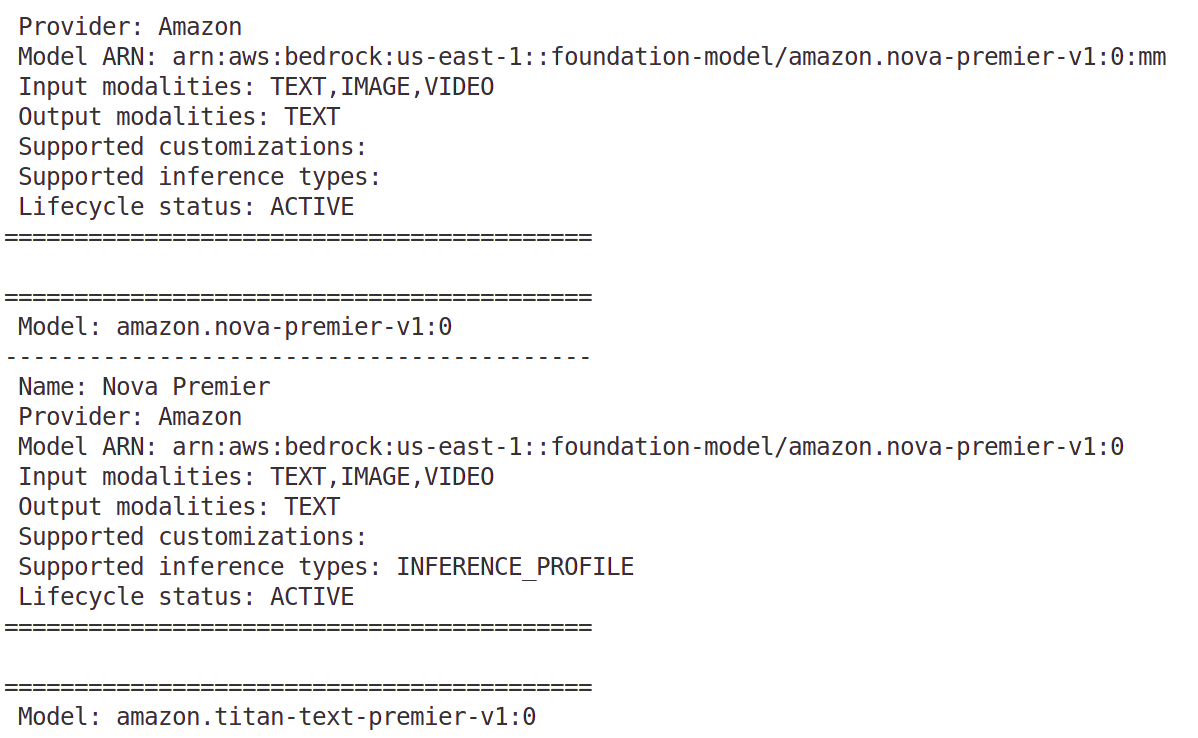 Provider: Amazon
Model ARN: arn:aws:bedrock:us-east-1::foundation-model/amazon.nova-premier-v1:0:mm
Input modalities: TEXT,IMAGE,VIDEO
Output modalities: TEXT
Supported customizations:
Supported inference types:
Lifecycle status: ACTIVE
==========================================
==========================================
Model: amazon.nova-premier-v1:0
------------------------------------------
Name: Nova Premier
Provider: Amazon
Model ARN: arn:aws:bedrock:us-east-1::foundation-model/amazon.nova-premier-v1:0
Input modalities: TEXT,IMAGE,VIDEO
Output modalities: TEXT
Supported customizations:
Supported inference types: INFERENCE_PROFILE
Lifecycle status: ACTIVE
==========================================
==========================================
Model: amazon.titan-text-premier-v1:0